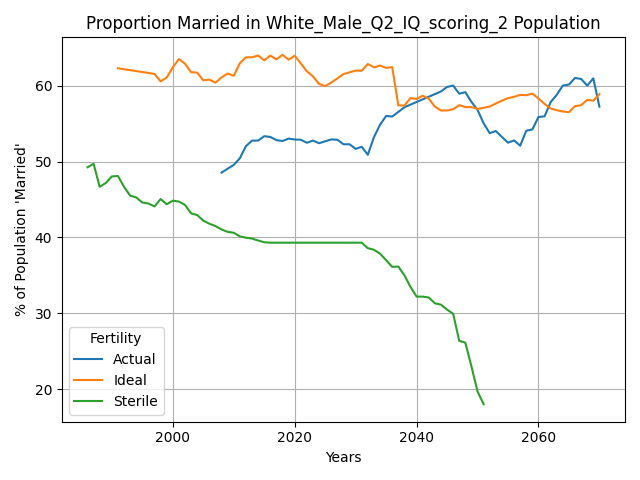 Proportion Married in White_Male_Q2_IQ_scoring_2 Population
% of Population 'Married'
60
50
40
30
20
Fertility
Actual
Ideal
Sterile
2000 2020 2040 2060
Years